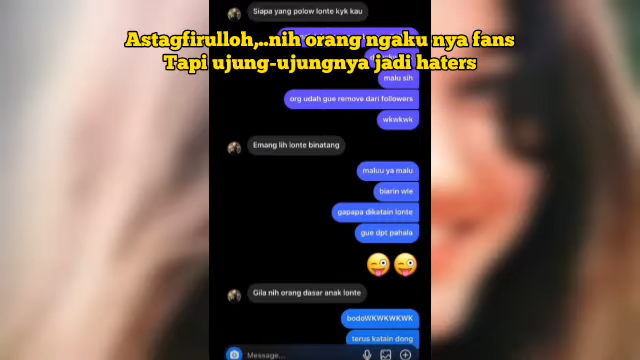 Siapa yang polow lonte kyk kau
Astagfirulloh,..nih orang ngaku nya fans
Tapi ujung-ujungnya jadi haters
malu sih
org udah gue remove dari followers
wkwkwk
Emang lih lonte binatang
maluu ya malu
biarin wle
gapapa dikatain lonte
gue dpt pahala
Gila nih orang dasar anak lonte
bodoWKWKWKWK
terus katain dong
Message...